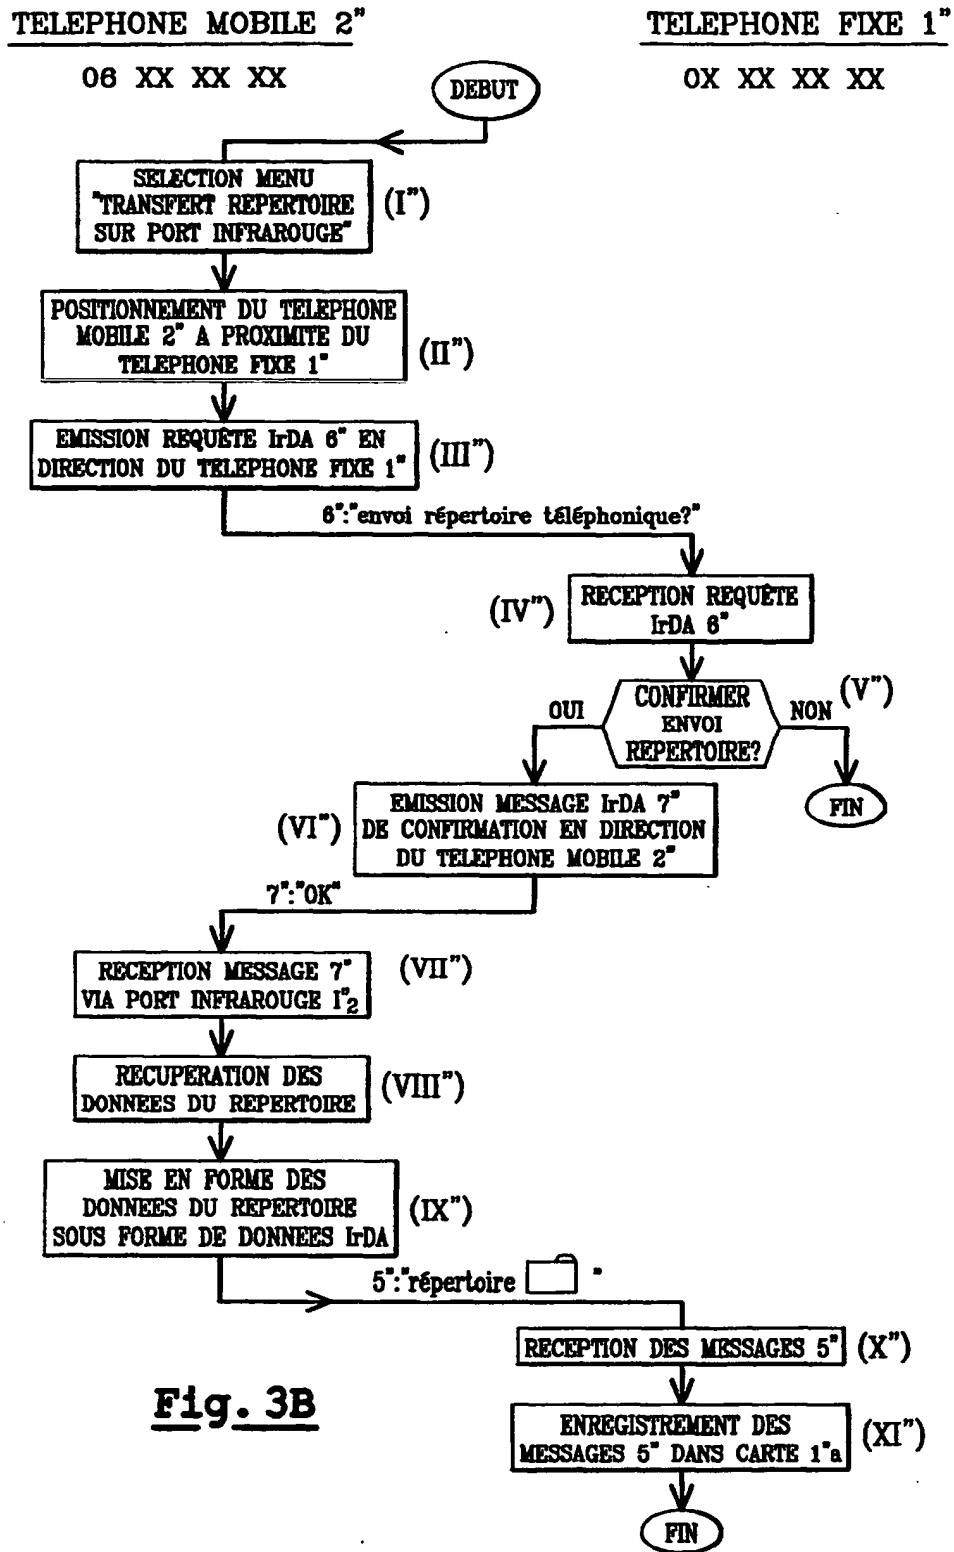 TELEPHONE MOBILE 2"
TELEPHONE FIXE 1"
06 XX XX XX
0X XX XX XX
DEBUT
SELECTION MENU
"TRANSFERT REPERTOIRE
SUR PORT INFRAROUGE"
(I")
POSITIONNEMENT DU TELEPHONE
MOBILE 2" A PROXIMITE DU
TELEPHONE FIXE 1"
(II")
EMISSION REQUÊTE IrDA 6" EN
DIRECTION DU TELEPHONE FIXE 1"
(III")
6":"envoi répertoire téléphonique?"
(IV")
RECEPTION REQUÊTE
IrDA 6"
CONFIRMER
ENVOI
REPERTOIRE?
(V")
OUI
NON
FIN
(VI")
EMISSION MESSAGE IrDA 7"
DE CONFIRMATION EN DIRECTION
DU TELEPHONE MOBILE 2"
7":"OK"
RECEPTION MESSAGE 7"
VIA PORT INFRAROUGE I"2
(VII")
RECUPERATION DES
DONNEES DU REPERTOIRE
(VIII")
MISE EN FORME DES
DONNEES DU REPERTOIRE
SOUS FORME DE DONNEES IrDA
(IX")
5":"répertoire "
RECEPTION DES MESSAGES 5"
(X")
ENREGISTREMENT DES
MESSAGES 5" DANS CARTE 1"a
(XI")
FIN
Fig. 3B